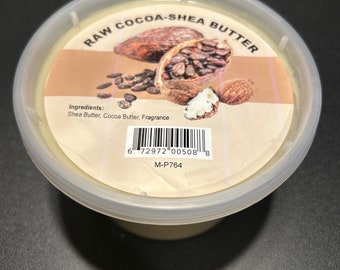 RAW COCOA-SHEA BUTTER
Ingredients:
Shea Butter, Cocoa Butter, Fragrance
6 72972 00508 8
M-P764